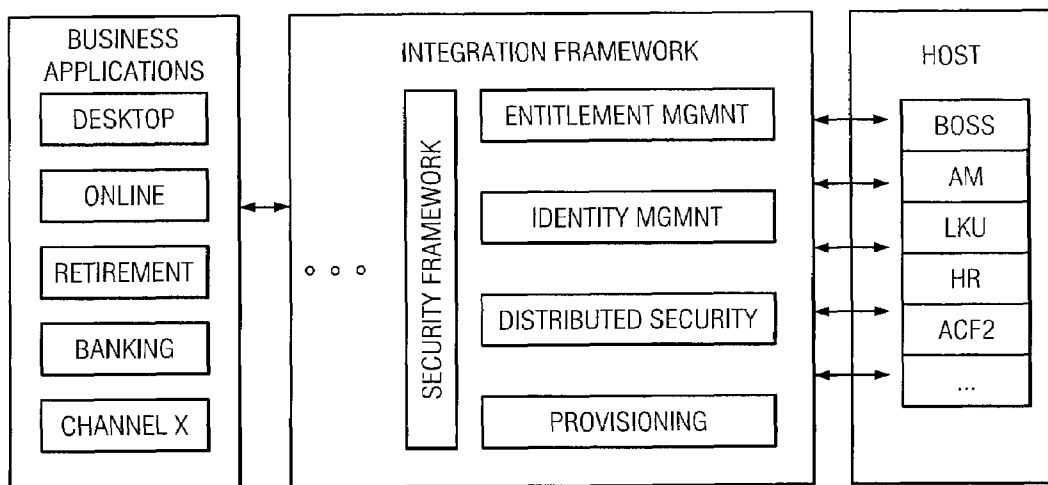 BUSINESS
APPLICATIONS
DESKTOP
ONLINE
RETIREMENT
BANKING
CHANNEL X
INTEGRATION FRAMEWORK
SECURITY FRAMEWORK
ENTITLEMENT MGMNT
IDENTITY MGMNT
DISTRIBUTED SECURITY
PROVISIONING
HOST
BOSS
AM
LKU
HR
ACF2
...